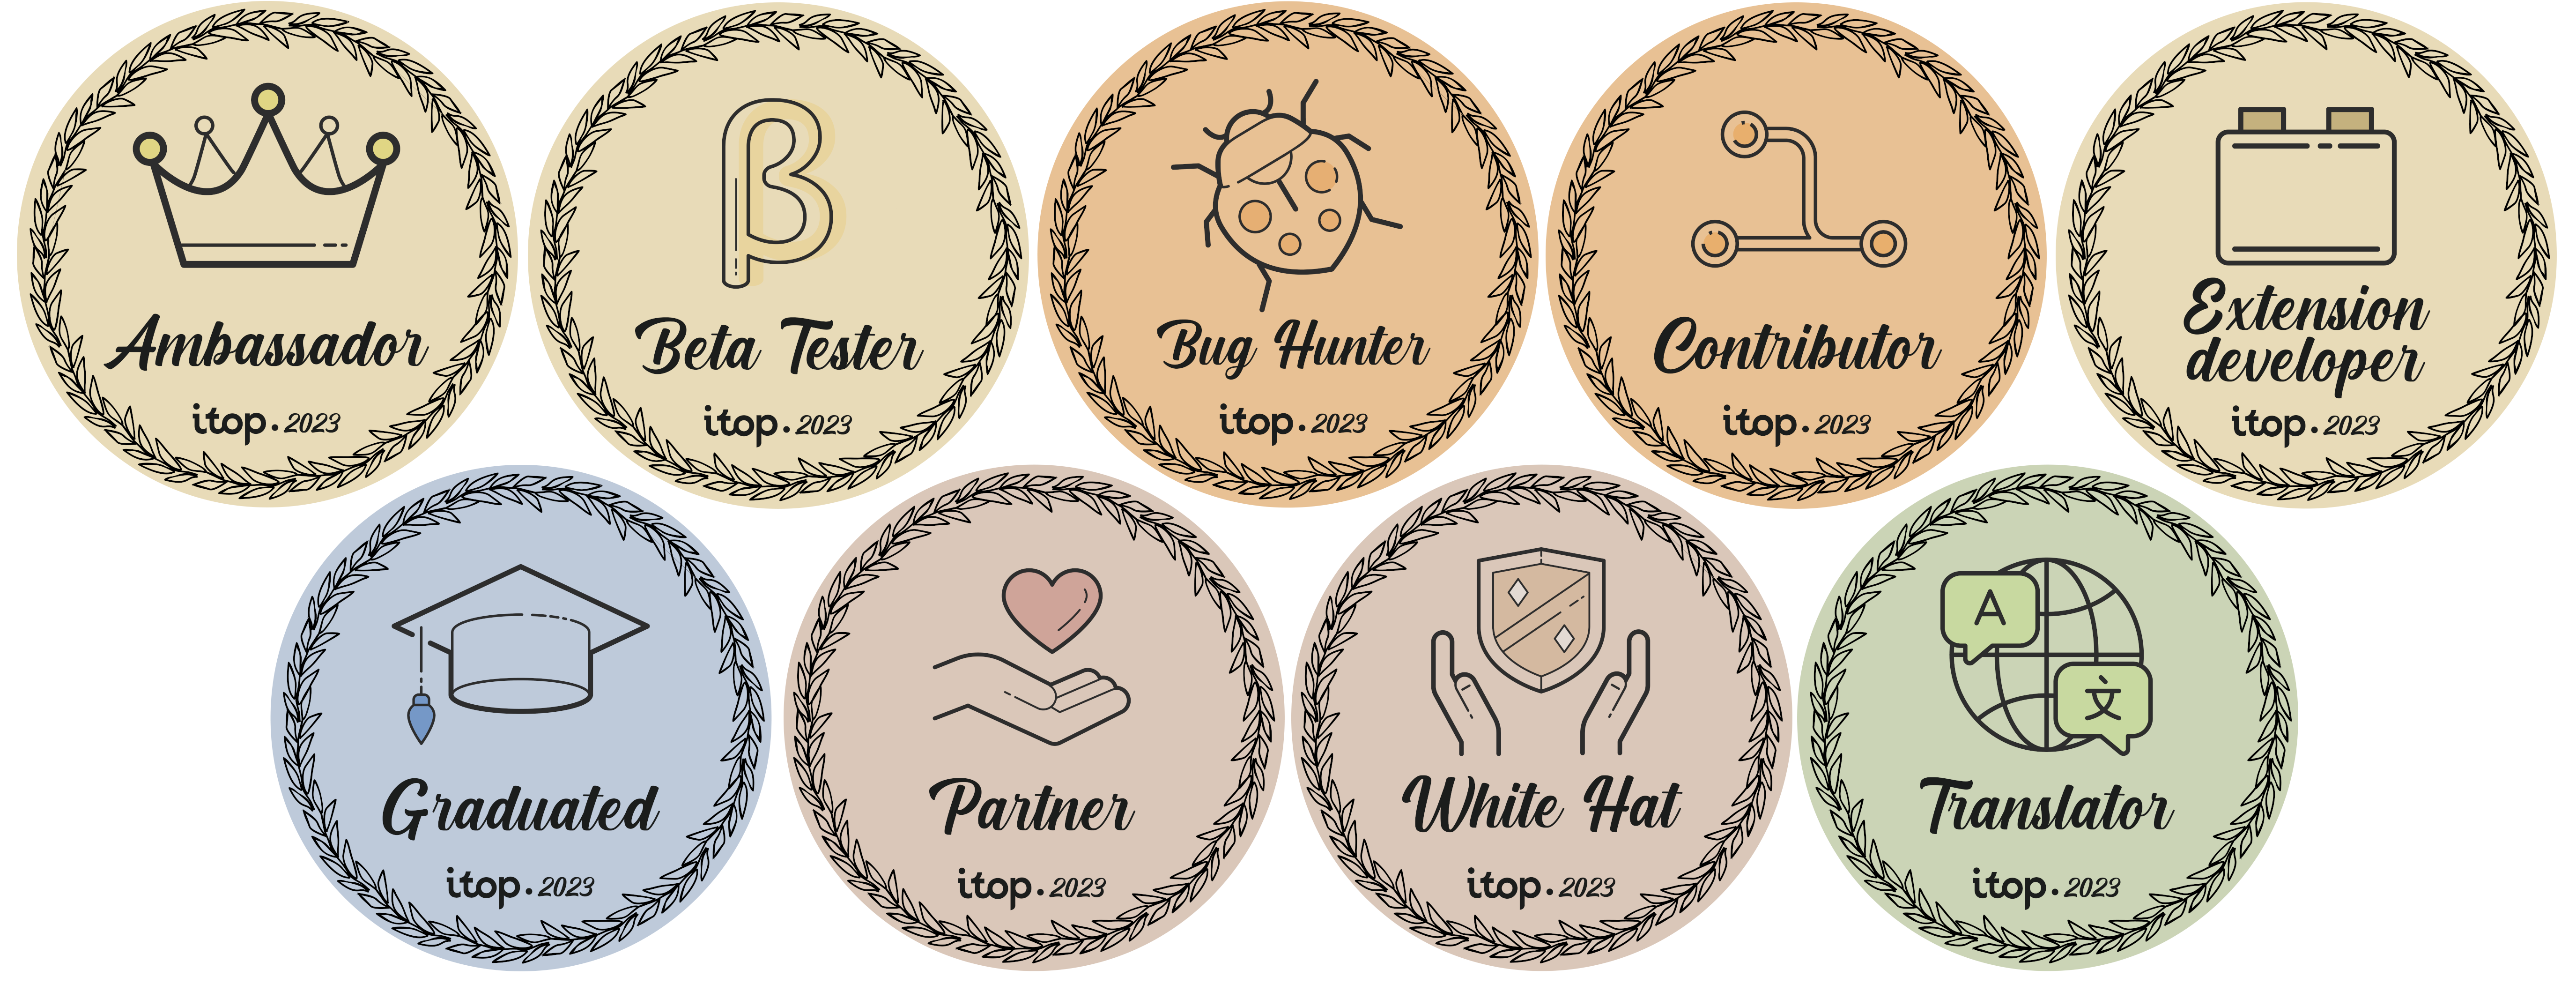 Ambassador
itop. 2023
Beta Tester
itop. 2023
Bug Hunter
itop. 2023
Contributor
itop. 2023
Extension
developer
itop. 2023
Graduated
itop. 2023
Partner
itop. 2023
White Hat
itop. 2023
A
文
Translator
itop. 2023